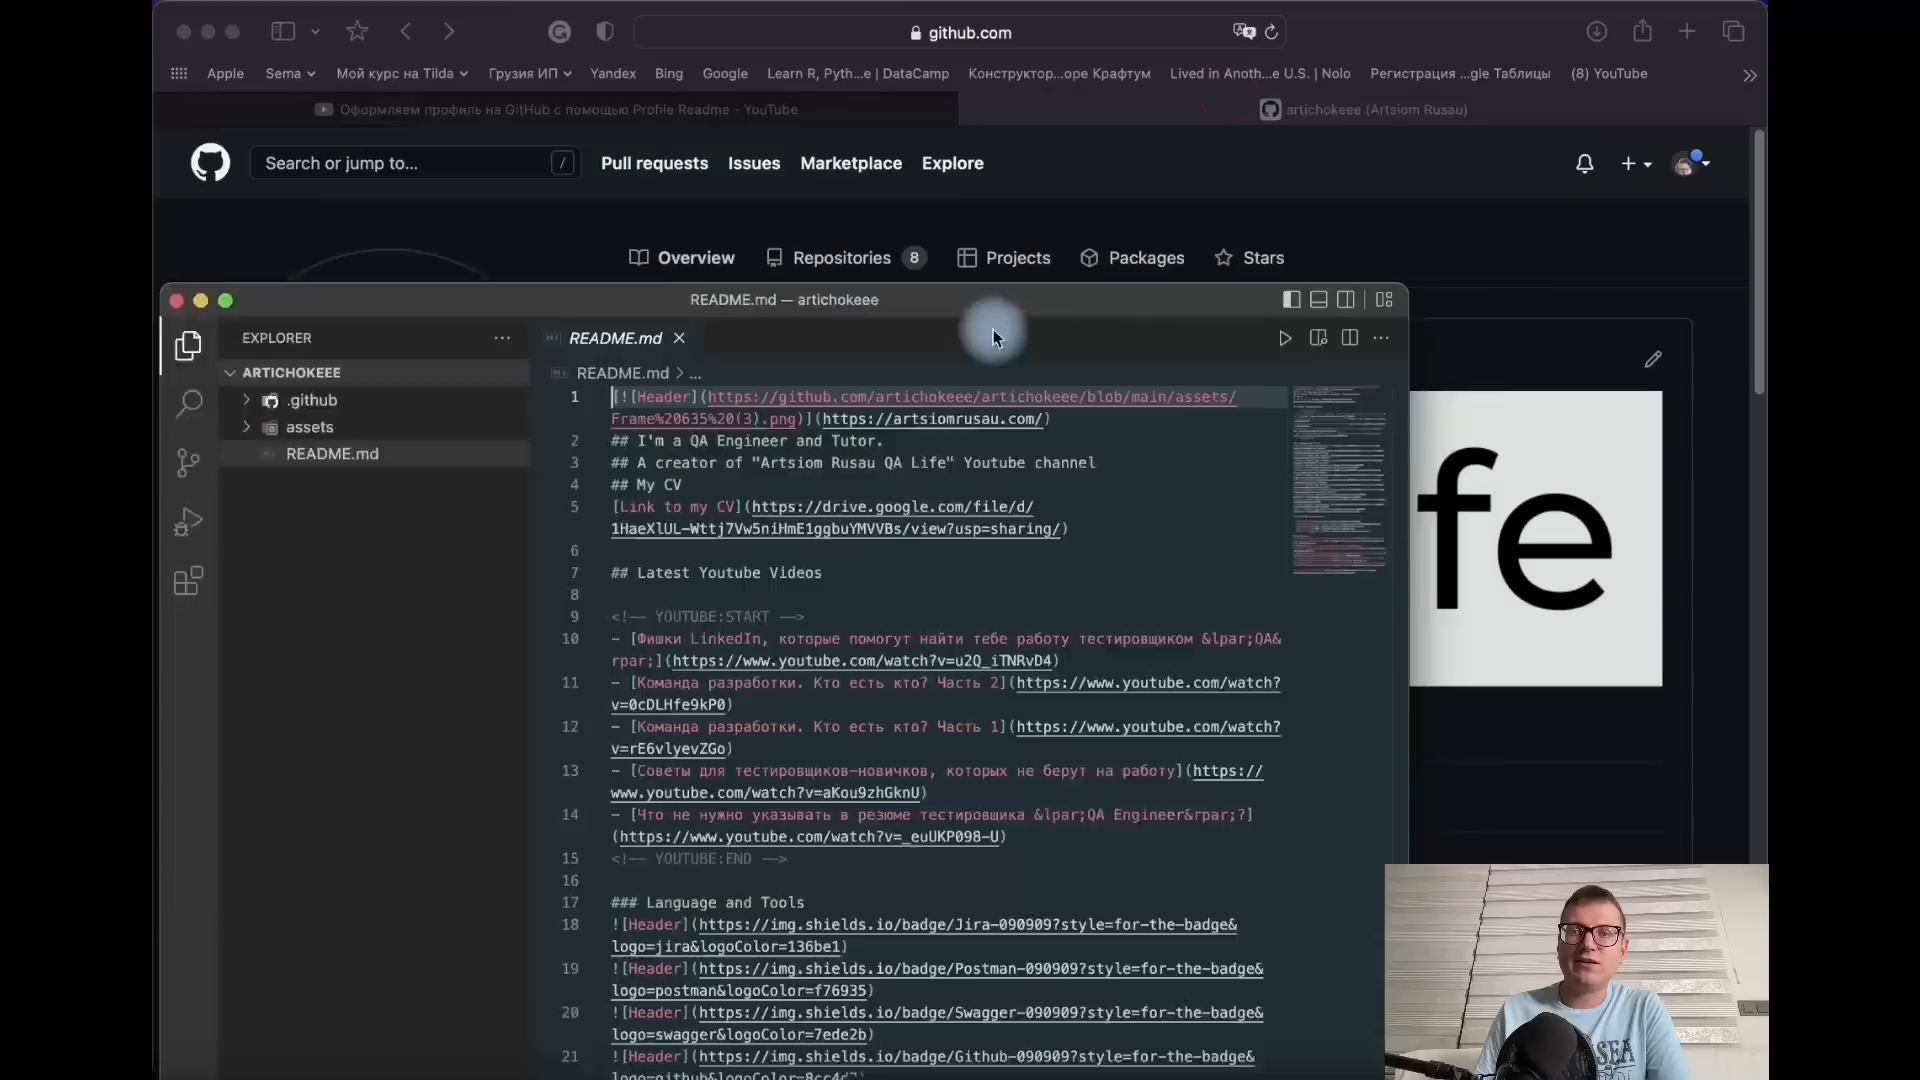 github.com
Apple Sema Мой курс на Tilda Грузия ИП Yandex Bing Google Learn R, Pyth...e | DataCamp Конструктор...оре Крафтум Lived in Anoth...e U.S. | Nolo Регистрация ...gle Таблицы (8) YouTube
Оформляем профиль на GitHub с помощью Profile Readme - YouTube artichokeee (Artsiom Rusau)
Search or jump to... / Pull requests Issues Marketplace Explore
Overview Repositories 8 Projects Packages Stars
README.md — artichokeee
EXPLORER ... README.md
ARTICHOKEEE README.md > ...
.github
assets
README.md
1 [![Header](https://github.com/artichokeee/artichokeee/blob/main/assets/
Frame%20635%20(3).png)](https://artsiomrusau.com/)
2 ## I'm a QA Engineer and Tutor.
3 ## A creator of "Artsiom Rusau QA Life" Youtube channel
4 ## My CV
5 [Link to my CV](https://drive.google.com/file/d/
1HaeXlUL-Wttj7Vw5niHmE1ggbuYMVVBs/view?usp=sharing/)
6
7 ## Latest Youtube Videos
8
9 <!-- YOUTUBE:START -->
10 - [Фишки LinkedIn, которые помогут найти тебе работу тестировщиком &lpar;QA&
rpar;](https://www.youtube.com/watch?v=u2Q_iTNRvD4)
11 - [Команда разработки. Кто есть кто? Часть 2](https://www.youtube.com/watch?
v=0cDLHfe9kP0)
12 - [Команда разработки. Кто есть кто? Часть 1](https://www.youtube.com/watch?
v=rE6vlyevZGo)
13 - [Советы для тестировщиков-новичков, которых не берут на работу](https://
www.youtube.com/watch?v=aKou9zhGknU)
14 - [Что не нужно указывать в резюме тестировщика &lpar;QA Engineer&rpar;?]
(https://www.youtube.com/watch?v=_euUKP098-U)
15 <!-- YOUTUBE:END -->
16
17 ### Language and Tools
18 ![Header](https://img.shields.io/badge/Jira-090909?style=for-the-badge&
logo=jira&logoColor=136be1)
19 ![Header](https://img.shields.io/badge/Postman-090909?style=for-the-badge&
logo=postman&logoColor=f76935)
20 ![Header](https://img.shields.io/badge/Swagger-090909?style=for-the-badge&
logo=swagger&logoColor=7ede2b)
21 ![Header](https://img.shields.io/badge/Github-090909?style=for-the-badge&
fe
SEA